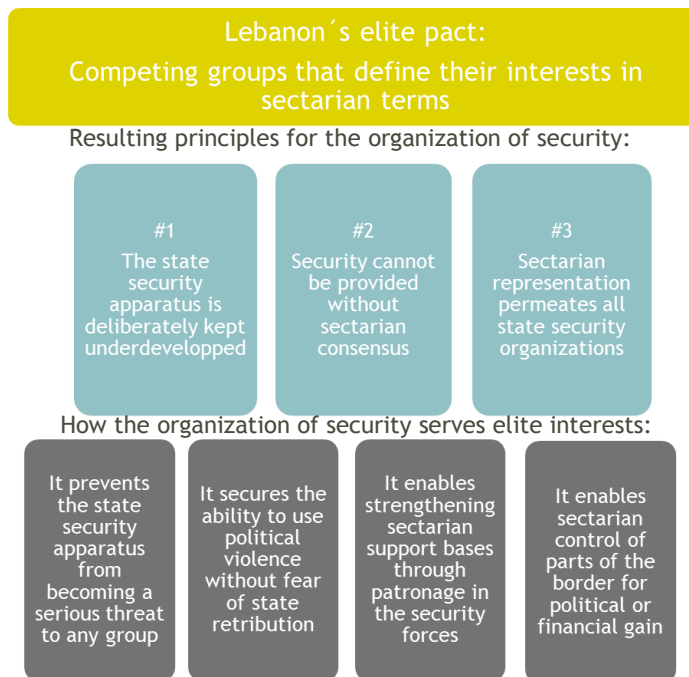 Lebanon´s elite pact:
Competing groups that define their interests in
sectarian terms
Resulting principles for the organization of security:
#1
The state
security
apparatus is
deliberately kept
underdevelopped
#2
Security cannot
be provided
without
sectarian
consensus
#3
Sectarian
representation
permeates all
state security
organizations
How the organization of security serves elite interests:
It prevents
the state
security
apparatus
from
becoming a
serious threat
to any group
It secures the
ability to use
political
violence
without fear
of state
retribution
It enables
strengthening
sectarian
support bases
through
patronage in
the security
forces
It enables
sectarian
control of
parts of the
border for
political or
financial gain